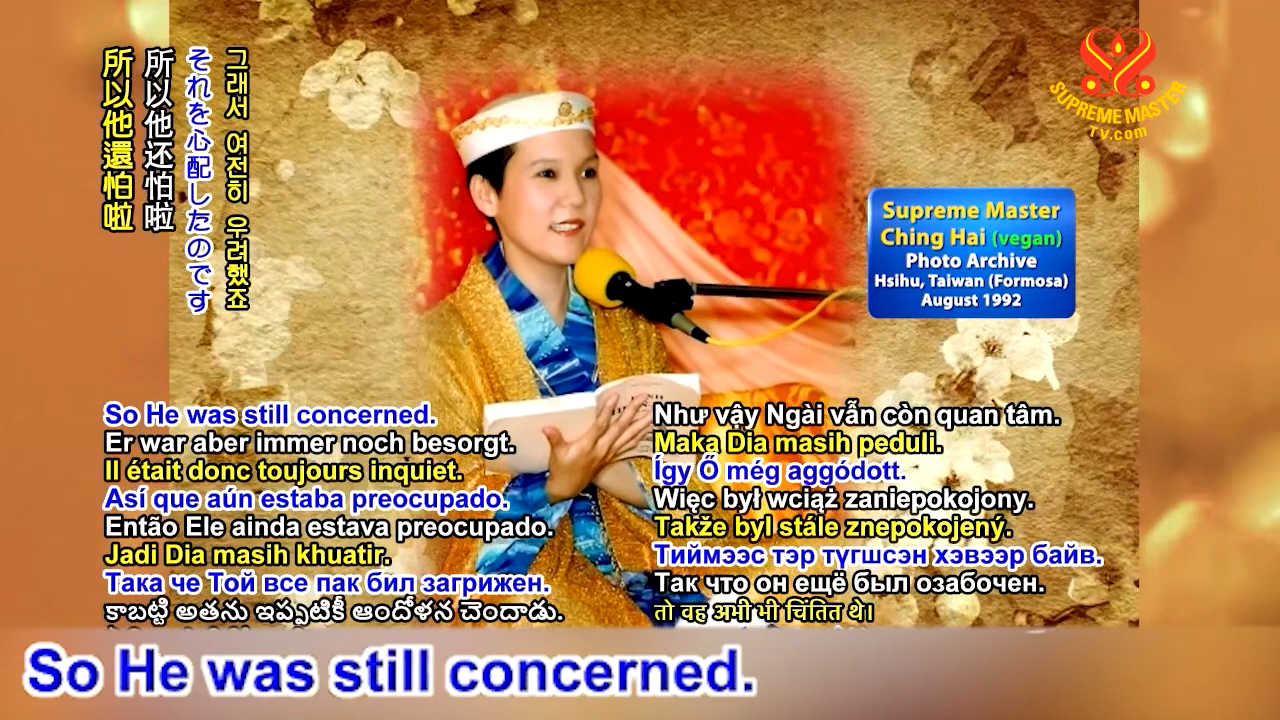 所以他還怕啦
所以他还怕啦
それを心配したのです
그래서 여전히 우려했죠
SUPREME MASTER
TV.com
Supreme Master
Ching Hai (vegan)
Photo Archive
Hsihu, Taiwan (Formosa)
August 1992
So He was still concerned.
Er war aber immer noch besorgt.
Il était donc toujours inquiet.
Así que aún estaba preocupado.
Então Ele ainda estava preocupado.
Jadi Dia masih khuatir.
Така че Той все пак бил загрижен.
కాబట్టి అతను ఇప్పటికీ ఆందోళన చెందాడు.
Như vậy Ngài vẫn còn quan tâm.
Maka Dia masih peduli.
Így Ő még aggódott.
Więc był wciąż zaniepokojony.
Takže byl stále znepokojený.
Тиймээс тэр түгшсэн хэвээр байв.
Так что он ещё был озабочен.
तो वह अभी भी चिंतित थे।
So He was still concerned.